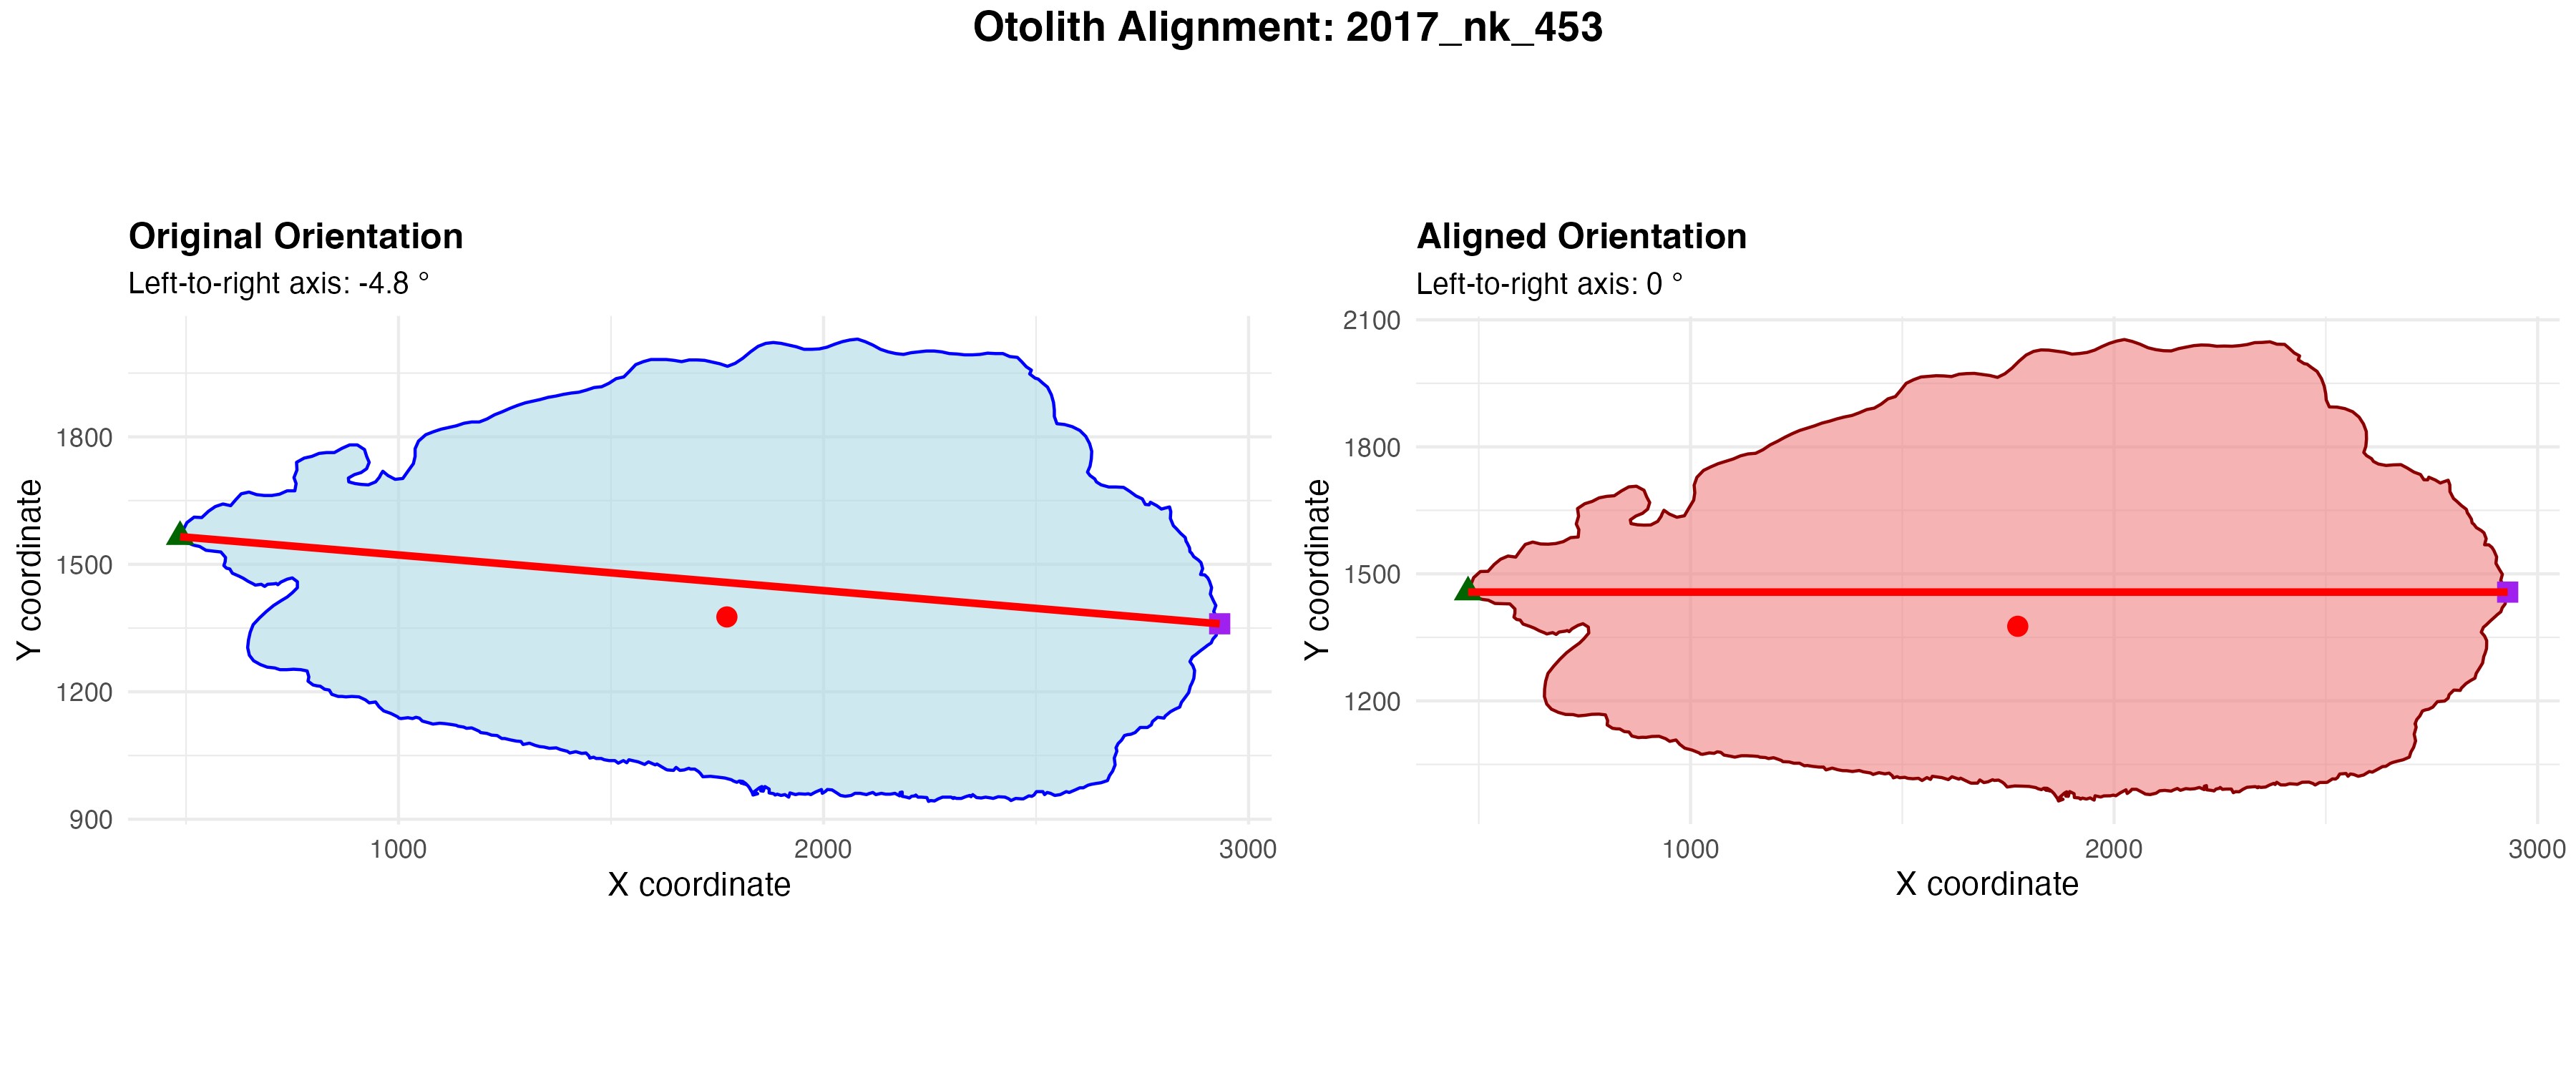 Otolith Alignment: 2017_nk_453
Original Orientation
Left-to-right axis: -4.8 °
1800
1500
1200
900
Y coordinate
1000
2000
3000
X coordinate
Aligned Orientation
Left-to-right axis: 0 °
2100
1800
1500
1200
Y coordinate
1000
2000
3000
X coordinate